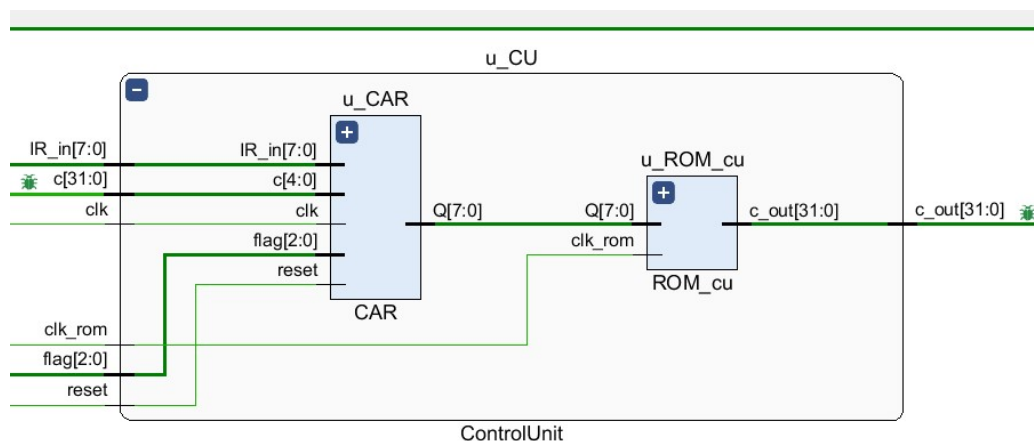 u_CU
u_CAR
IR_in[7:0] IR_in[7:0]
c[31:0] c[4:0]
clk clk
flag[2:0]
reset
CAR
Q[7:0]
u_ROM_cu
Q[7:0] c_out[31:0] c_out[31:0]
clk_rom
ROM_cu
clk_rom
flag[2:0]
reset
ControlUnit